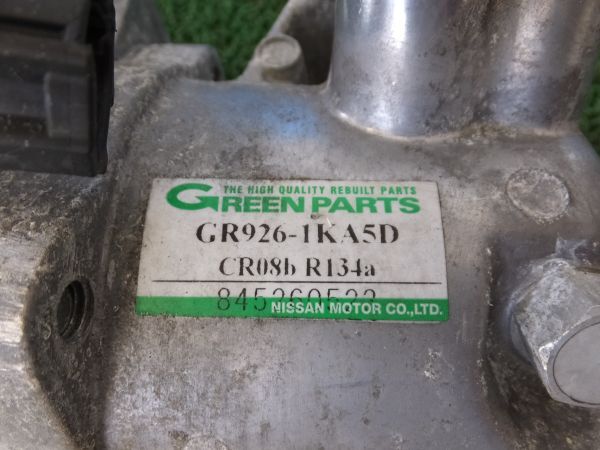 THE HIGH QUALITY REBUILT PARTS
GREEN PARTS
GR926-1KA5D
CR08b R134a
NISSAN MOTOR CO.,LTD.